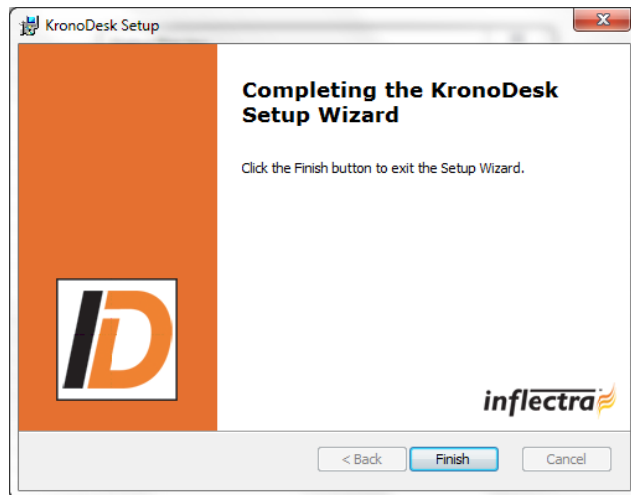 KronoDesk Setup
Completing the KronoDesk
Setup Wizard
Click the Finish button to exit the Setup Wizard.
inflectra
< Back
Finish
Cancel